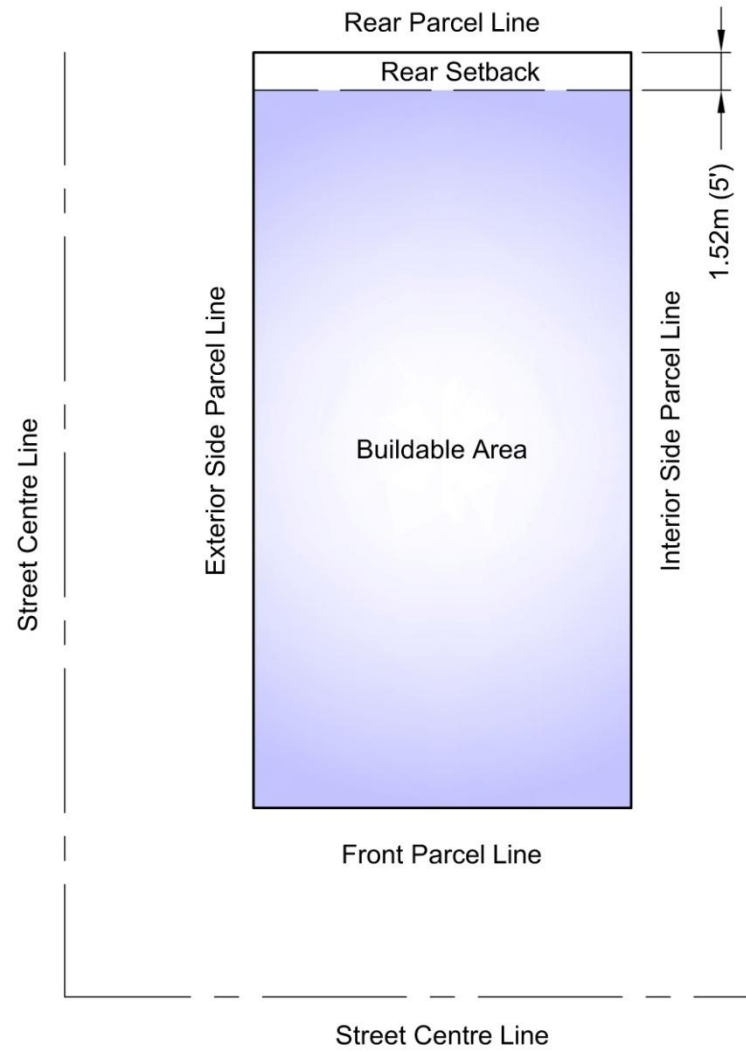 Rear Parcel Line
Rear Setback
1.52m (5')
Street Centre Line
Exterior Side Parcel Line
Buildable Area
Interior Side Parcel Line
Front Parcel Line
Street Centre Line